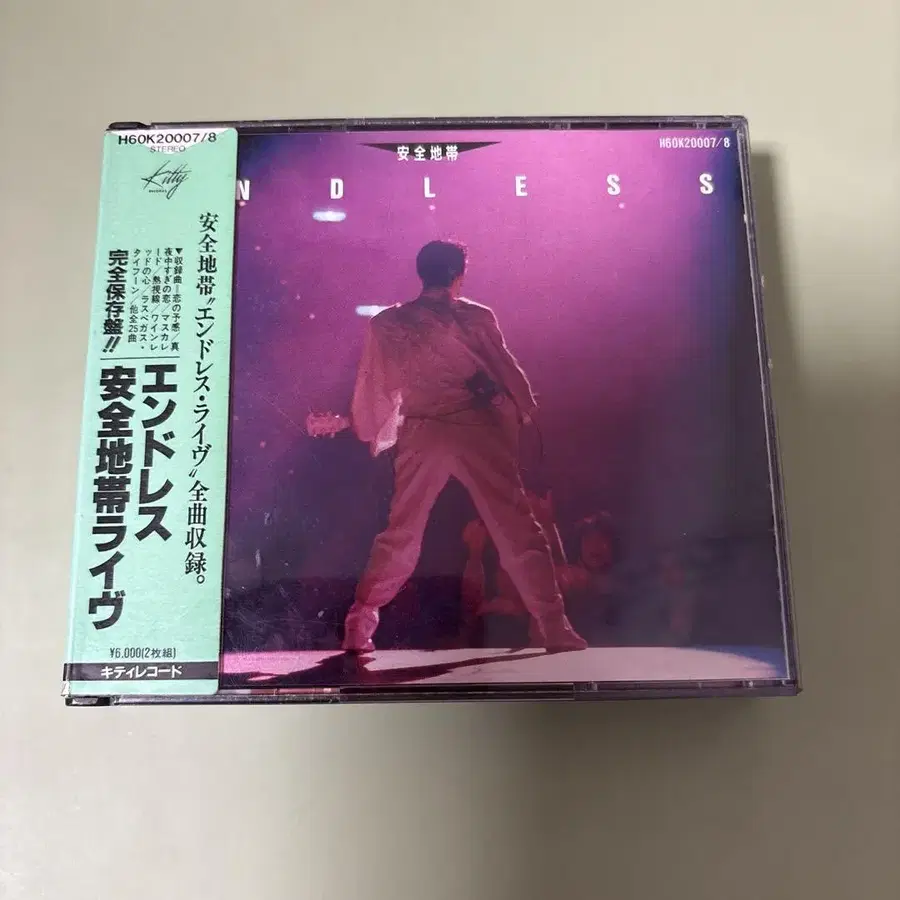 H60K20007/8
STEREO
Kitty
RECORDS
安全地帯"エンドレス・ライヴ"全曲収録。
▼収録曲=恋の予感/真
夜中すぎの恋/マスカレ
ード/熱視線/ワインレ
ッドの心/ラスベガス・
タイフーン/他全25曲
完全保存盤!!
エンドレス
安全地帯ライヴ
¥6,000(2枚組)
キティレコード
安全地帯
H60K20007/8
NDLESS